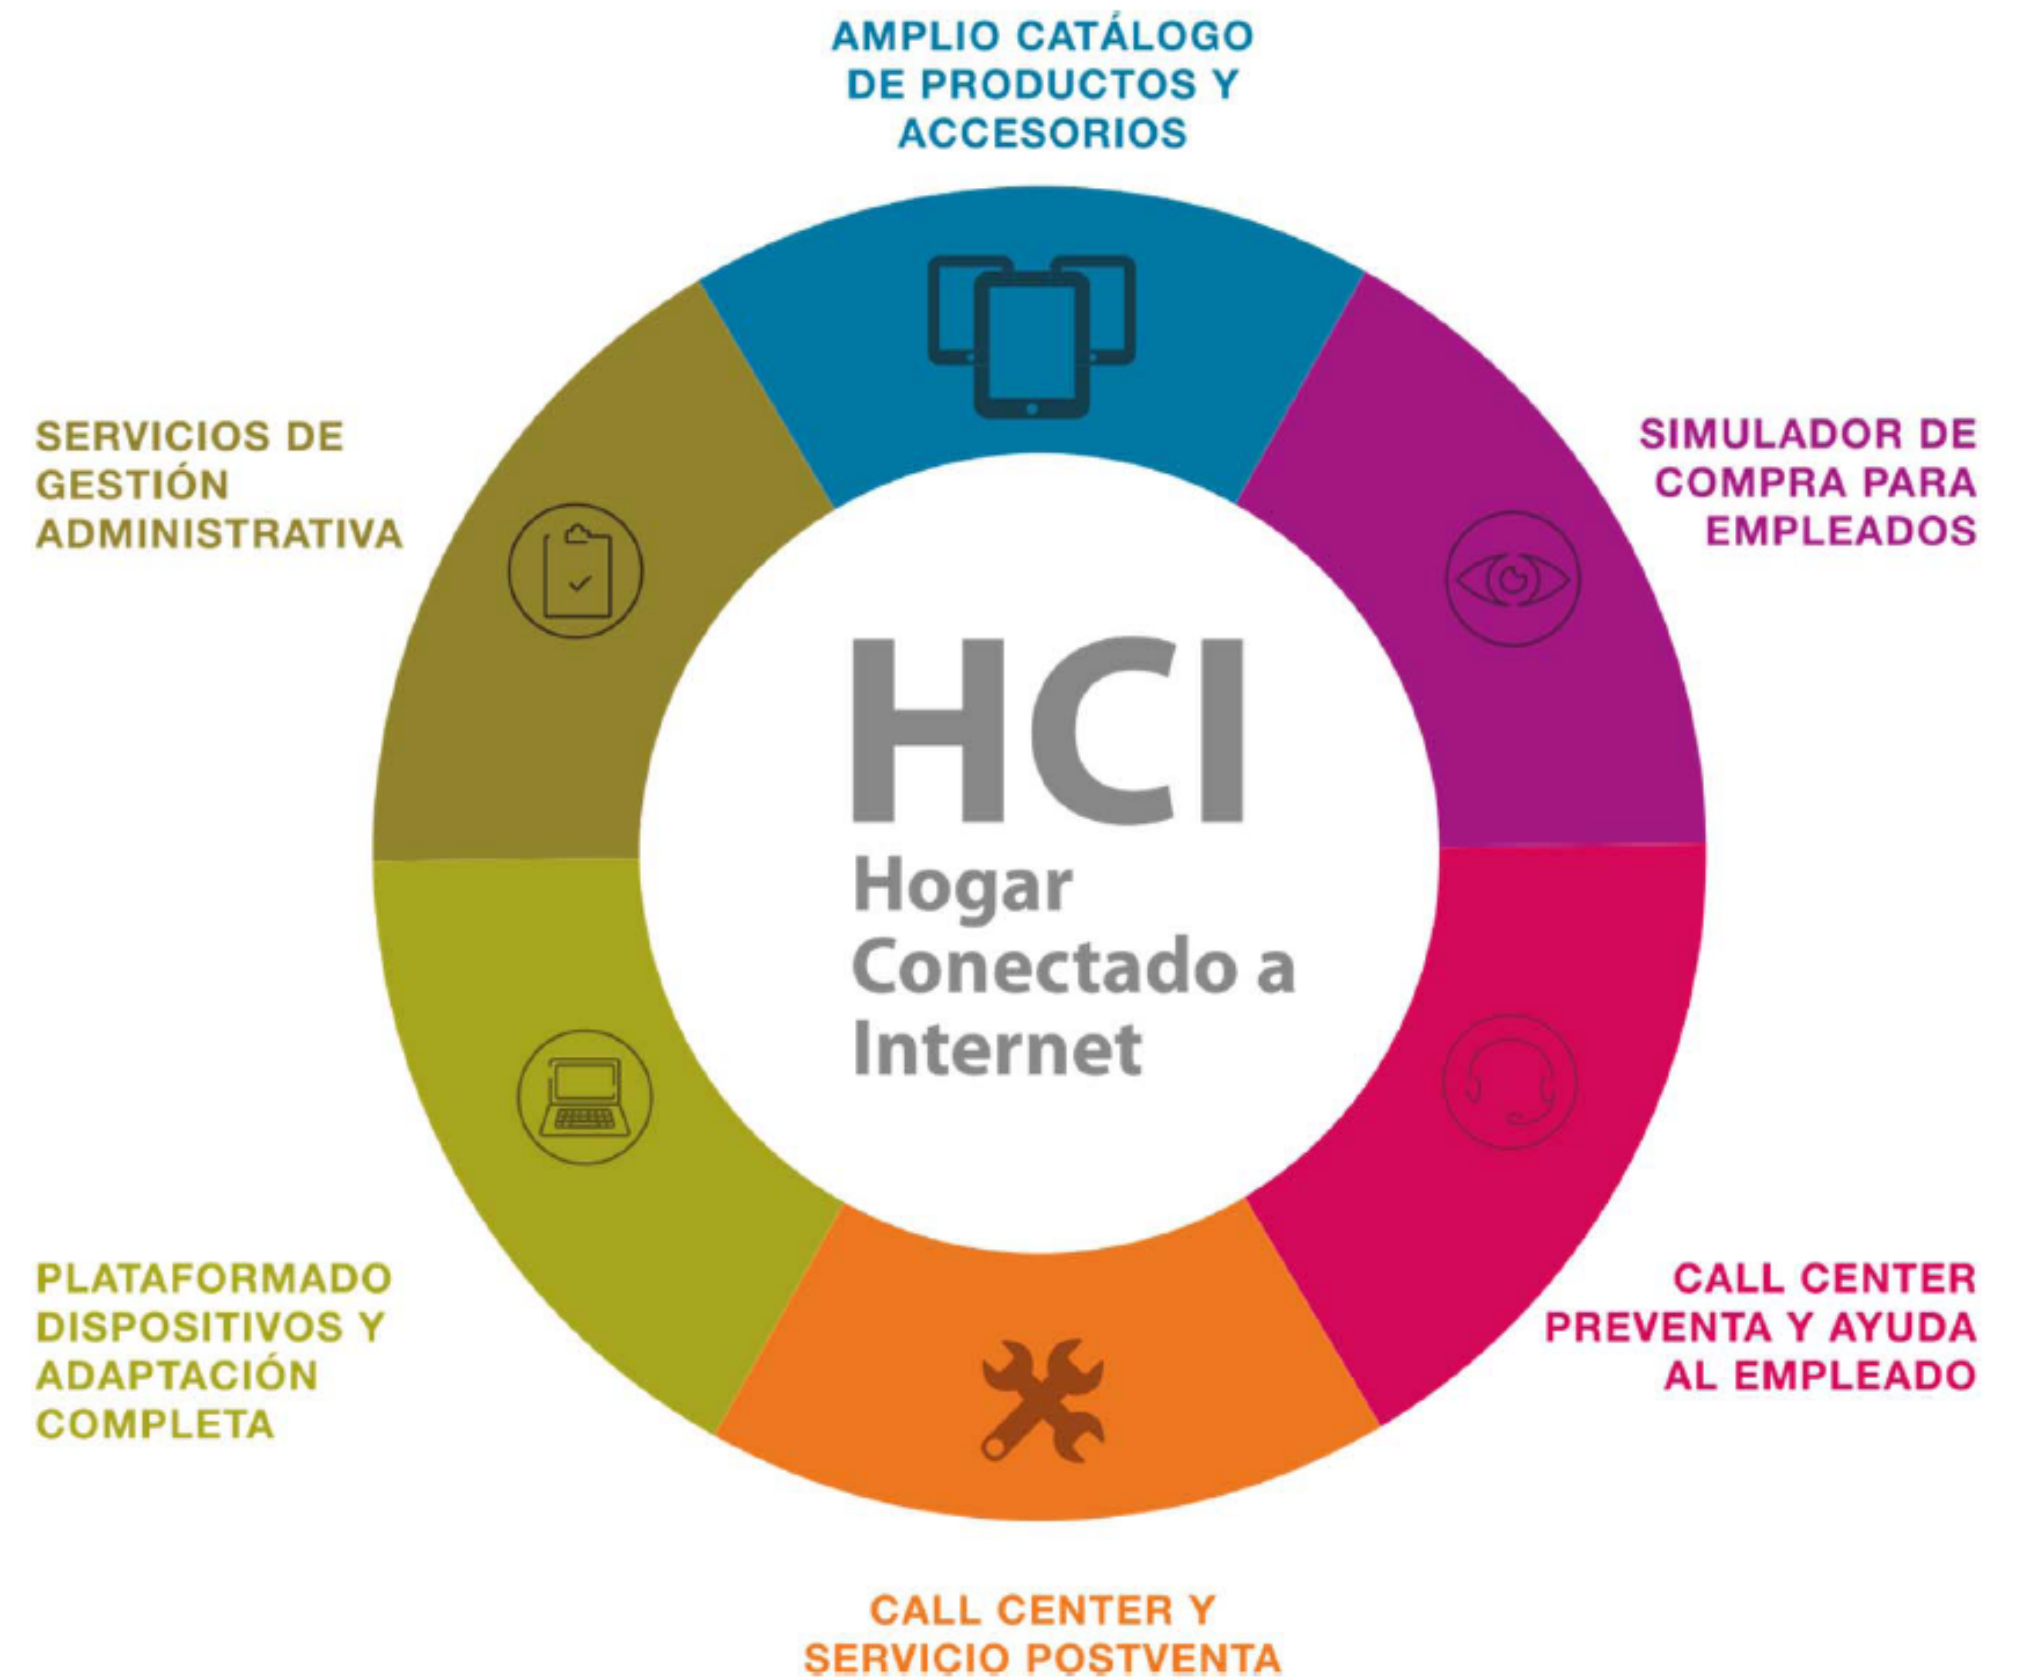 AMPLIO CATÁLOGO
DE PRODUCTOS Y
ACCESORIOS
SERVICIOS DE
GESTIÓN
ADMINISTRATIVA
SIMULADOR DE
COMPRA PARA
EMPLEADOS
HCI
Hogar
Conectado a
Internet
PLATAFORMADO
DISPOSITIVOS Y
ADAPTACIÓN
COMPLETA
CALL CENTER
PREVENTA Y AYUDA
AL EMPLEADO
CALL CENTER Y
SERVICIO POSTVENTA